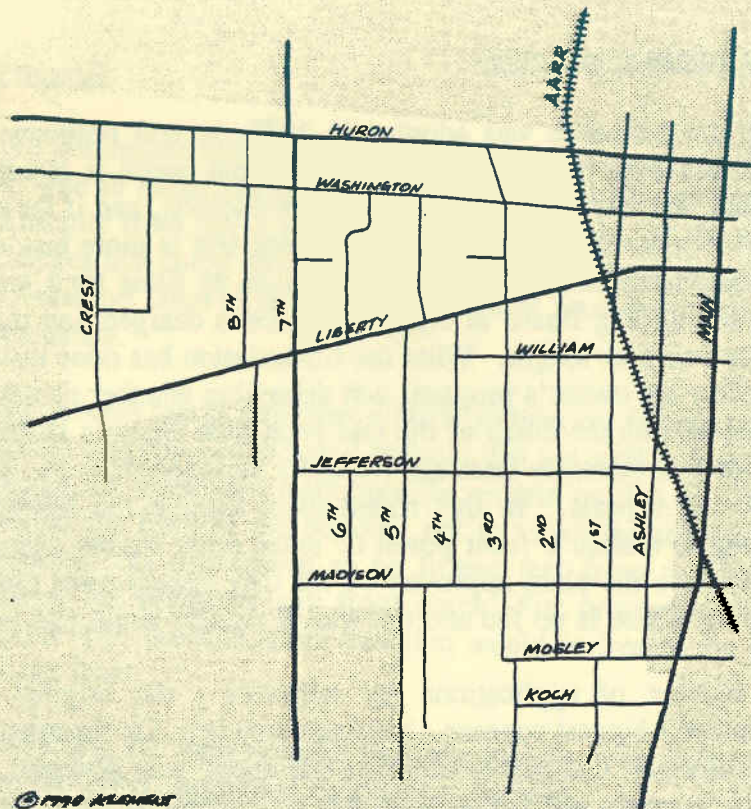 AARR
HURON
WASHINGTON
CREST
8TH
7TH
LIBERTY
MAIN
WILLIAM
JEFFERSON
6TH
5TH
4TH
3RD
2ND
1ST
ASHLEY
MADISON
MOSLEY
KOCH